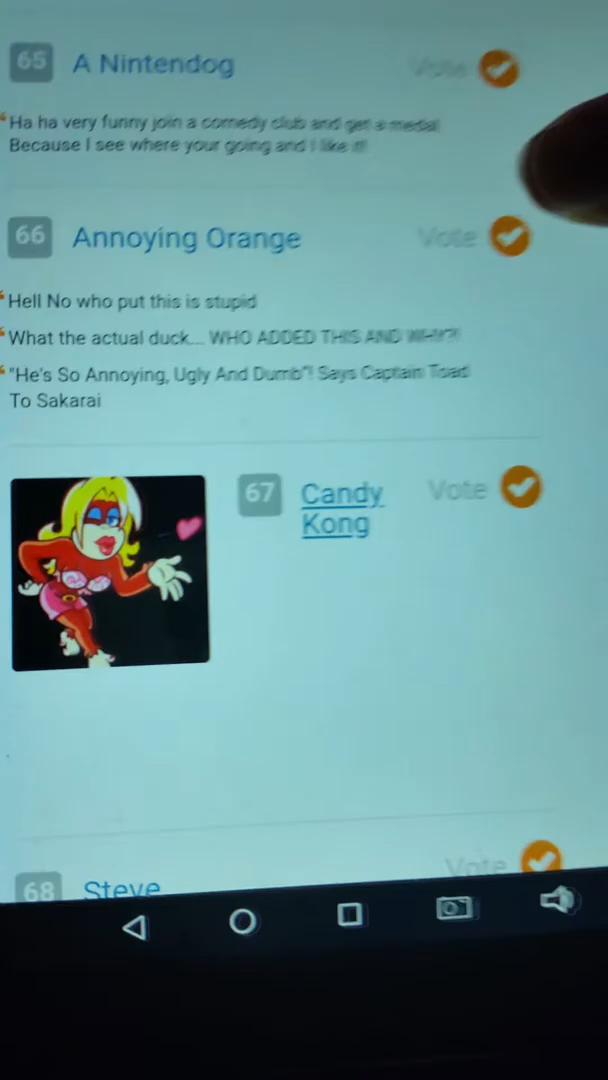 65 A Nintendog Vote
Ha ha very funny join a comedy club and get a medal
Because I see where your going and I like it!
66 Annoying Orange Vote
Hell No who put this is stupid
What the actual duck... WHO ADDED THIS AND WHY?!
"He's So Annoying, Ugly And Dumb"! Says Captain Toad
To Sakarai
67 Candy Vote
Kong
68 Steve Vote